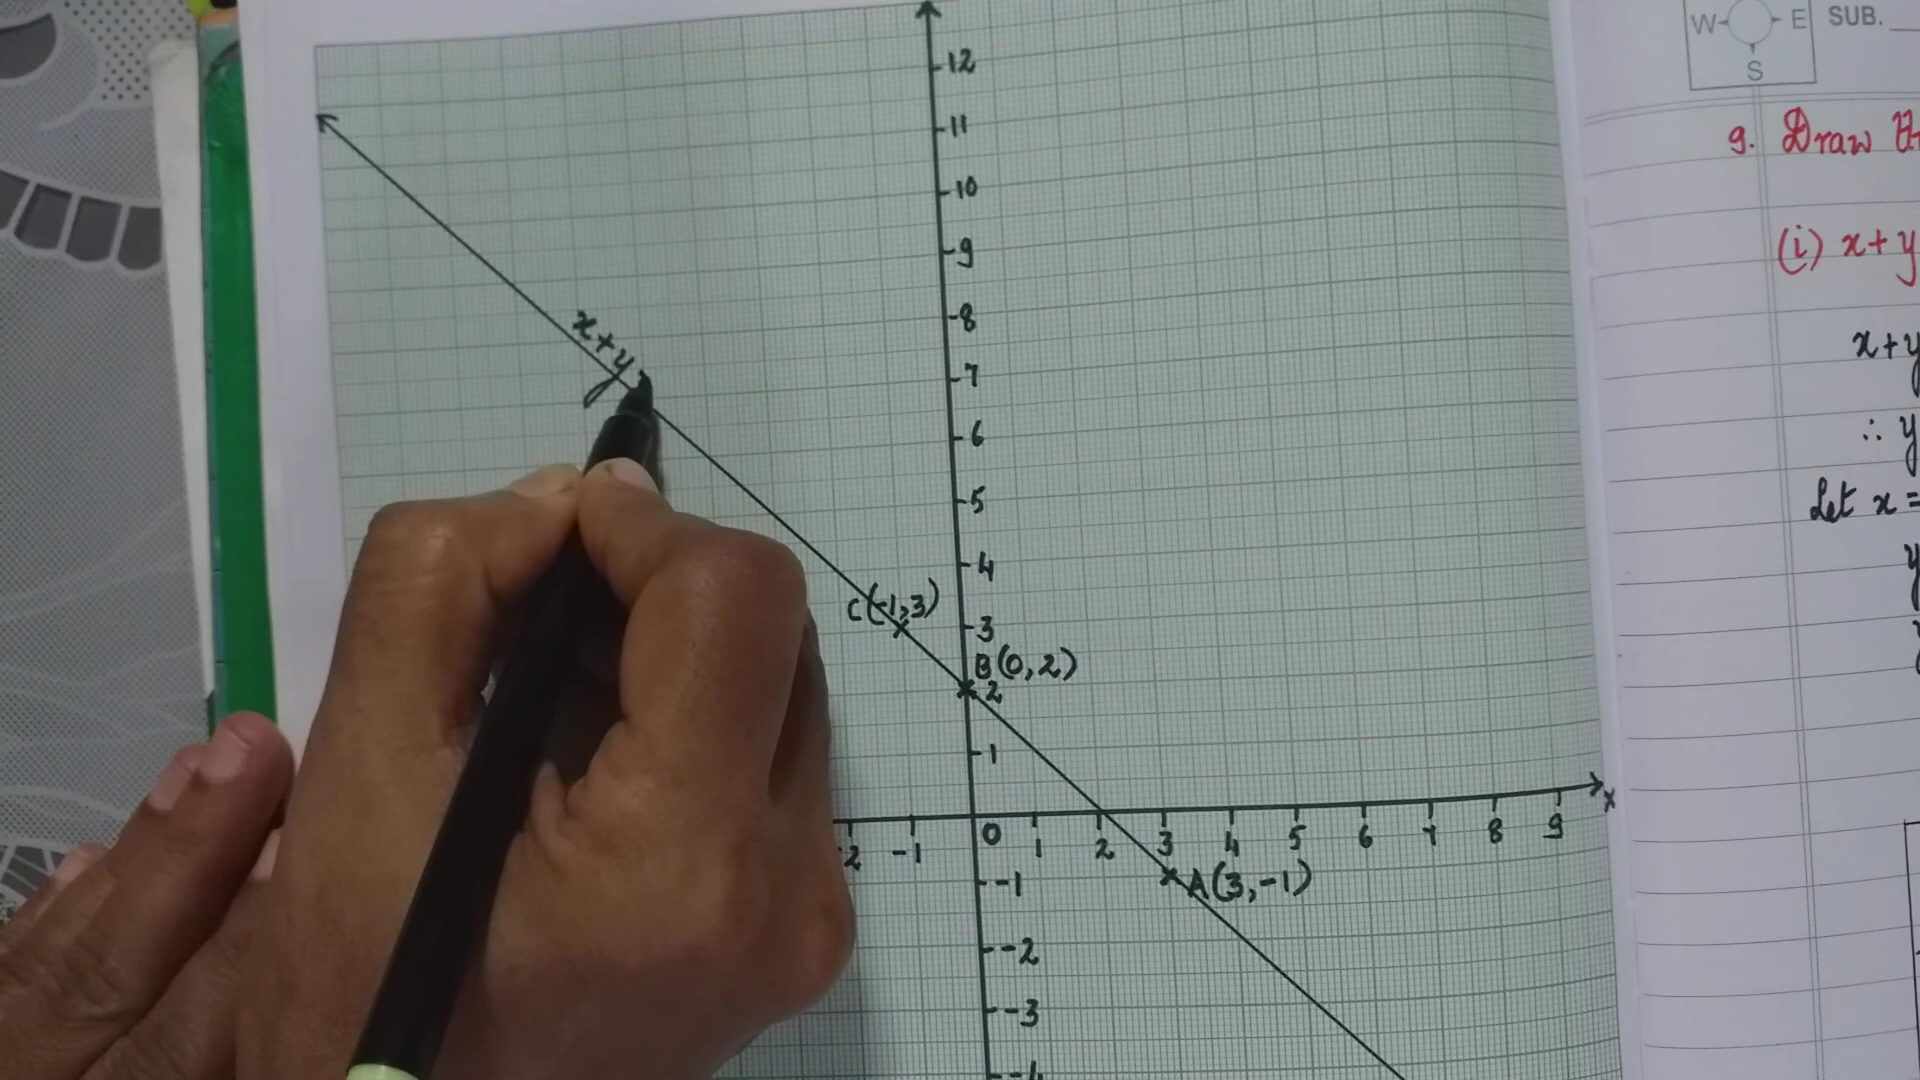 12
11
10
9
8
7
6
5
4
3
2
1
x+y
C(-1,3)
B(0,2)
A(3,-1)
-2 -1 0 1 2 3 4 5 6 7 8 9 x
-1
-2
-3
-4
W E SUB.
S
9. Draw
(i) x+y
x+y
∴ y
Let x =
y